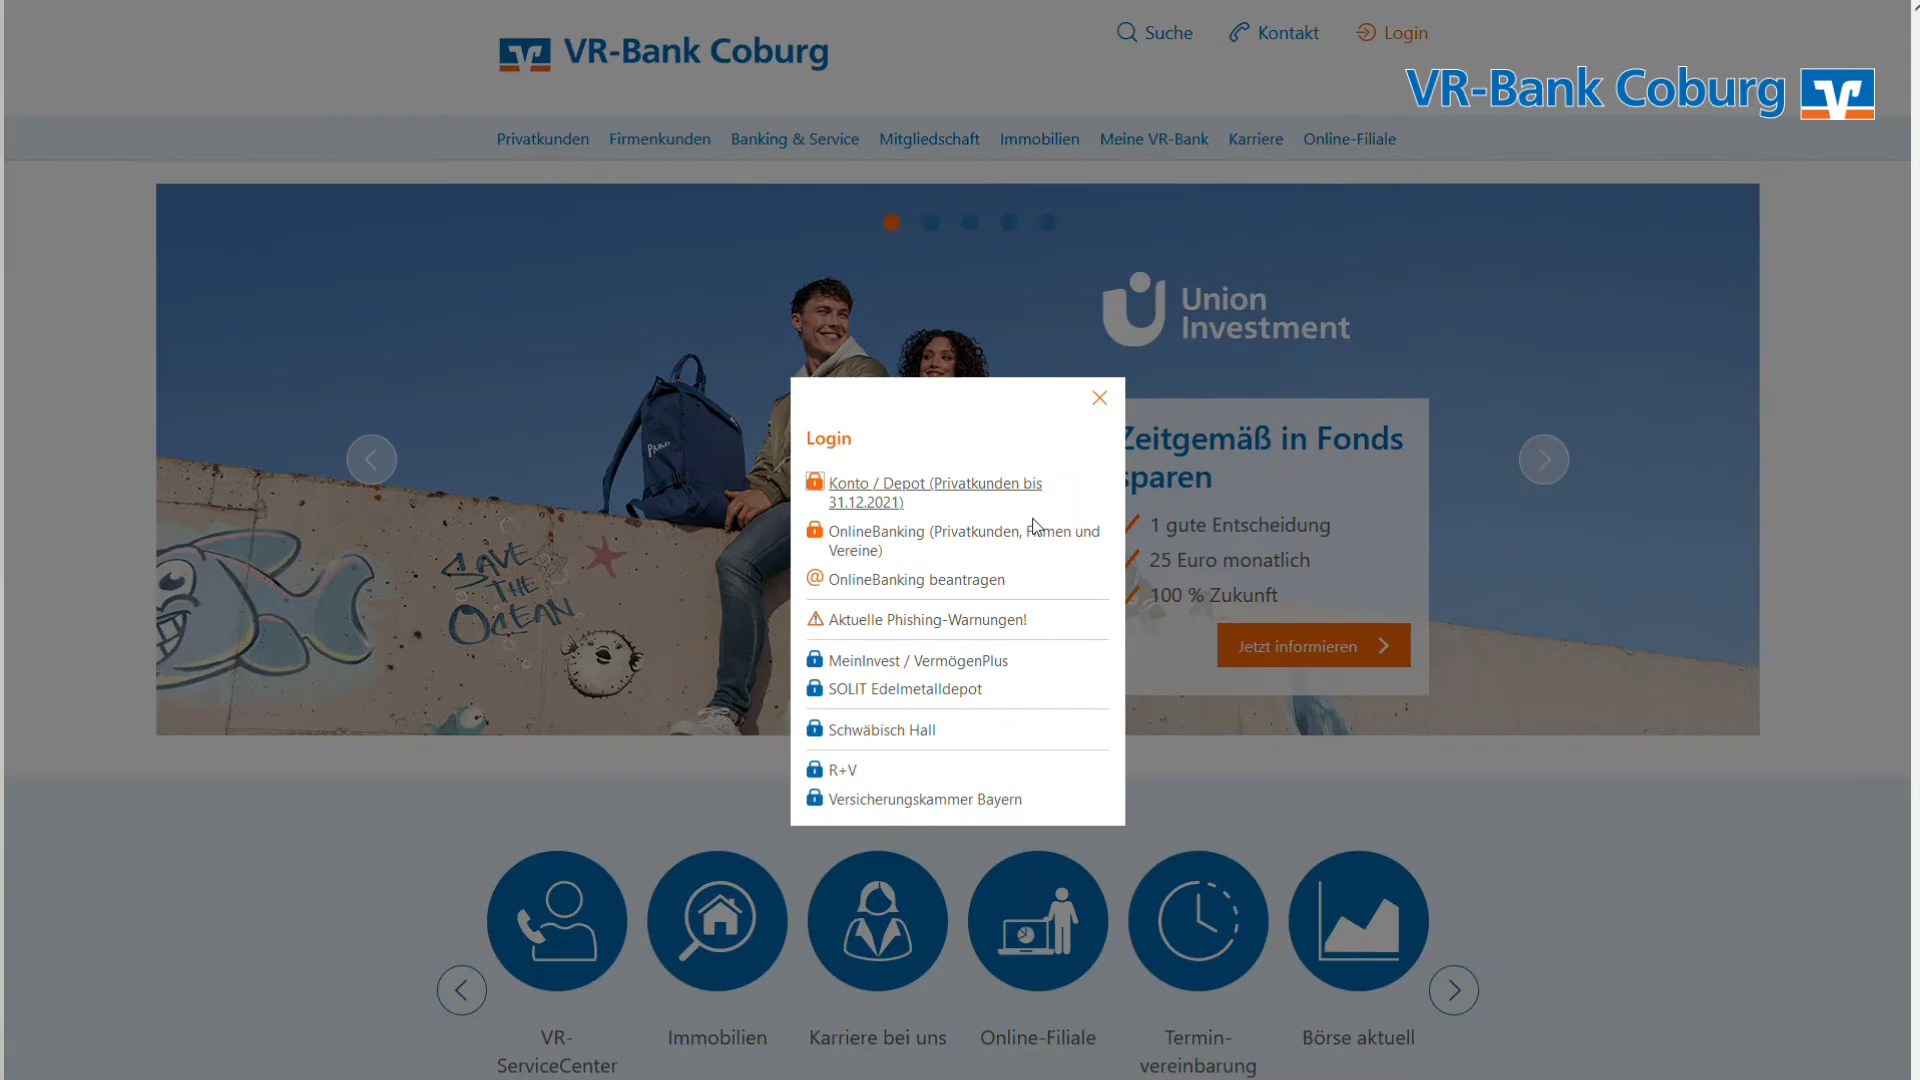 VR-Bank Coburg
Suche
Kontakt
Login
VR-Bank Coburg
Privatkunden
Firmenkunden
Banking & Service
Mitgliedschaft
Immobilien
Meine VR-Bank
Karriere
Online-Filiale
Union
Investment
Zeitgemäß in Fonds
sparen
1 gute Entscheidung
25 Euro monatlich
100 % Zukunft
Jetzt informieren
SAVE
THE
OCEAN
Login
Konto / Depot (Privatkunden bis
31.12.2021)
OnlineBanking (Privatkunden, Firmen und
Vereine)
OnlineBanking beantragen
Aktuelle Phishing-Warnungen!
MeinInvest / VermögenPlus
SOLIT Edelmetalldepot
Schwäbisch Hall
R+V
Versicherungskammer Bayern
VR-
ServiceCenter
Immobilien
Karriere bei uns
Online-Filiale
Termin-
vereinbarung
Börse aktuell